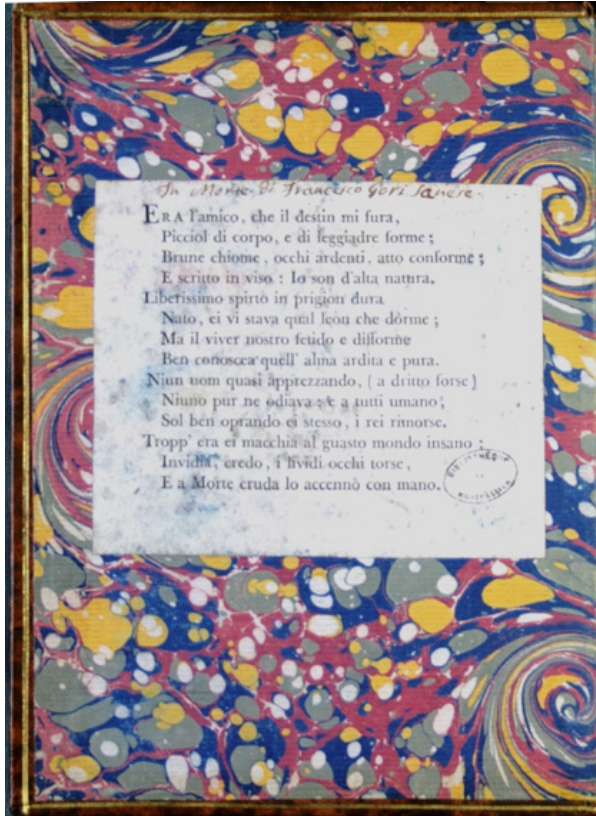 In Morte di Francesco Gori Sanese.
ERA l'amico, che il destin mi fura,
Picciol di corpo, e di leggiadre forme;
Brune chiome, occhi ardenti, atto conforme;
E scritto in viso: Io son d'alta natura.
Liberissimo spirto in prigion dura
Nato, ei vi stava qual leon che dorme;
Ma il viver nostro fetido e difforme
Ben conoscea quell' alma ardita e pura.
Niun uom quasi apprezzando, (a dritto forse)
Niuno pur ne odiava; e a tutti umano,
Sol ben oprando ei stesso, i rei rimorse.
Tropp' era ei macchia al guasto mondo insano:
Invidia, credo, i lividi occhi torse,
E a Morte cruda lo accennò con mano.